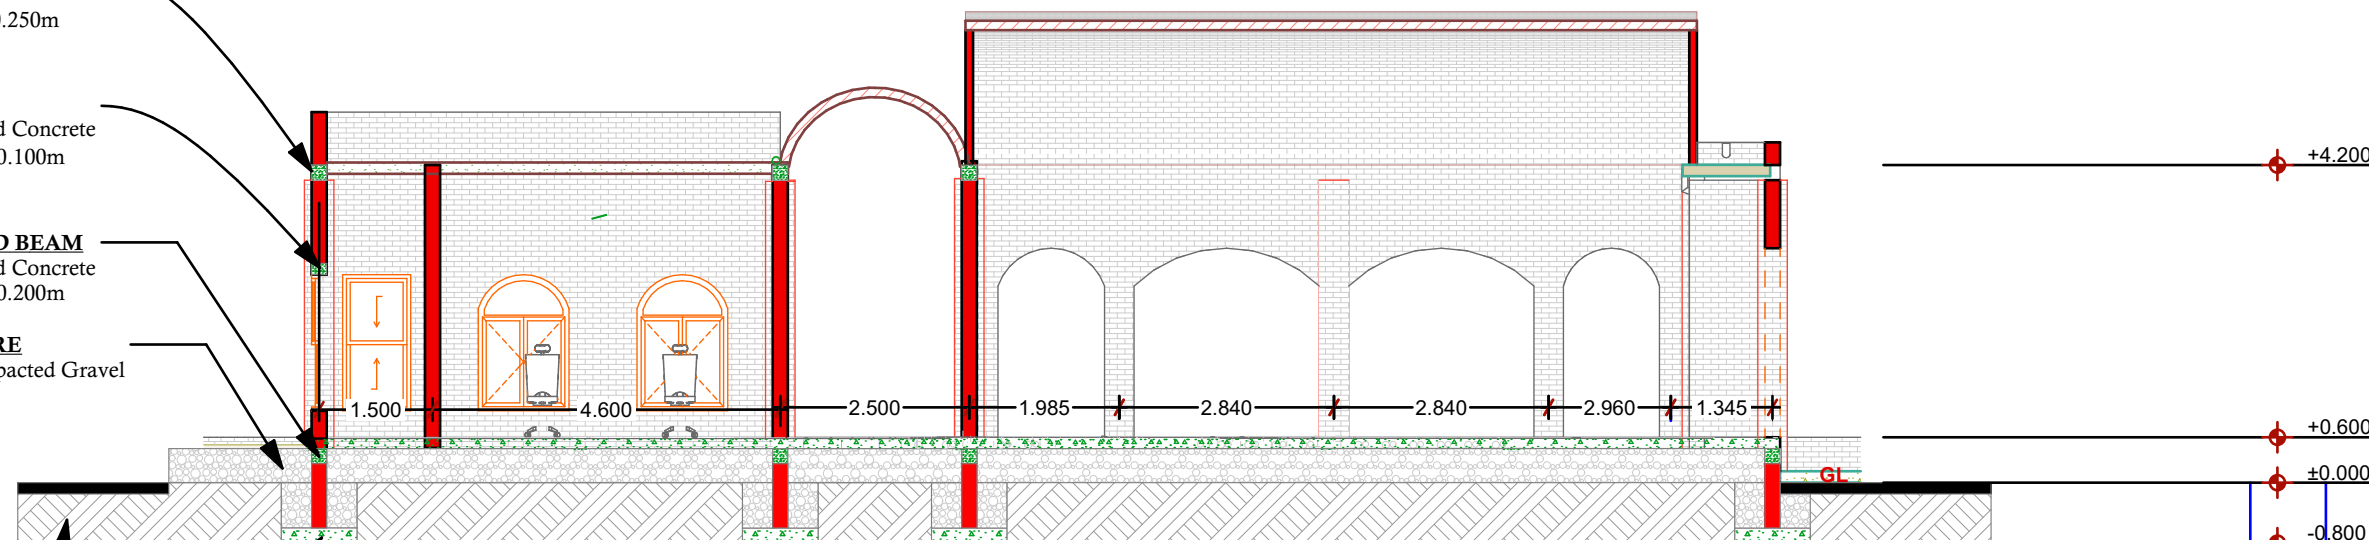 0.250m
d Concrete
0.100m
D BEAM
d Concrete
0.200m
RE
pacted Gravel
1.500
4.600
2.500
1.985
2.840
2.840
2.960
1.345
+4.200
+0.600
±0.000
GL
-0.800